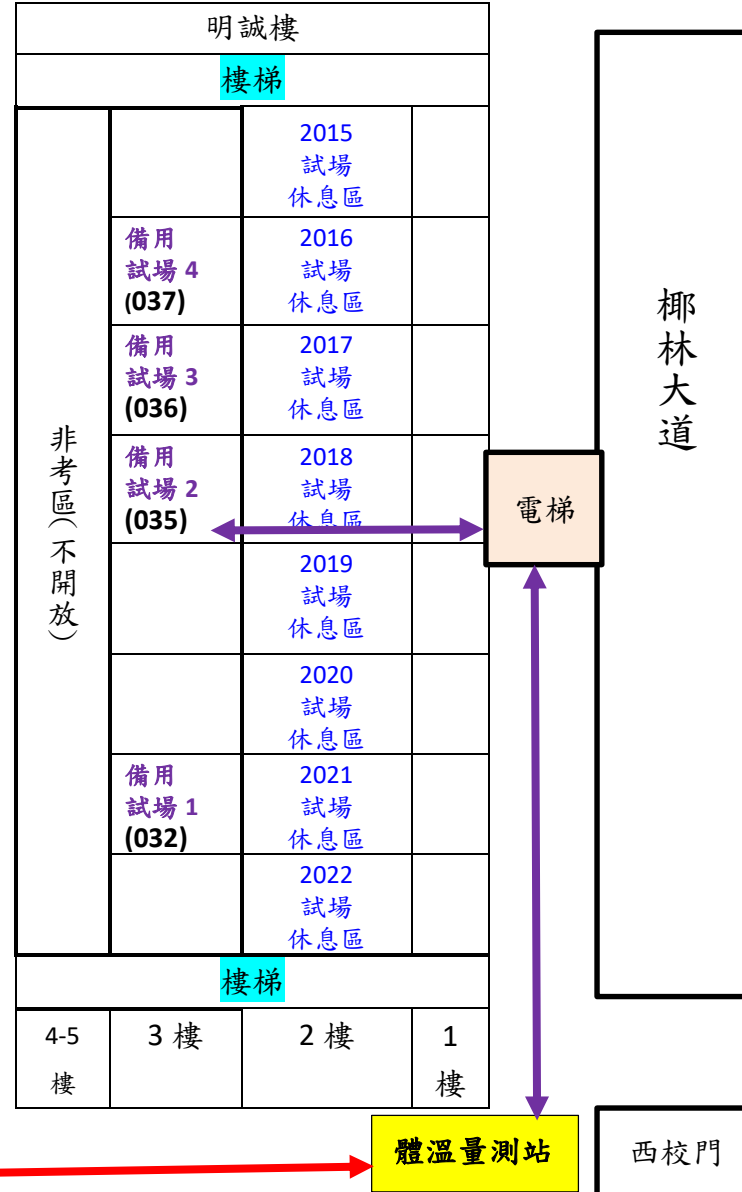 明誠樓
樓梯
非考區(不開放)
2015
試場
休息區
備用
試場 4
(037)
2016
試場
休息區
備用
試場 3
(036)
2017
試場
休息區
備用
試場 2
(035)
2018
試場
休息區
2019
試場
休息區
2020
試場
休息區
備用
試場 1
(032)
2021
試場
休息區
2022
試場
休息區
樓梯
4-5
樓
3 樓
2 樓
1
樓
電梯
椰林大道
體溫量測站
西校門